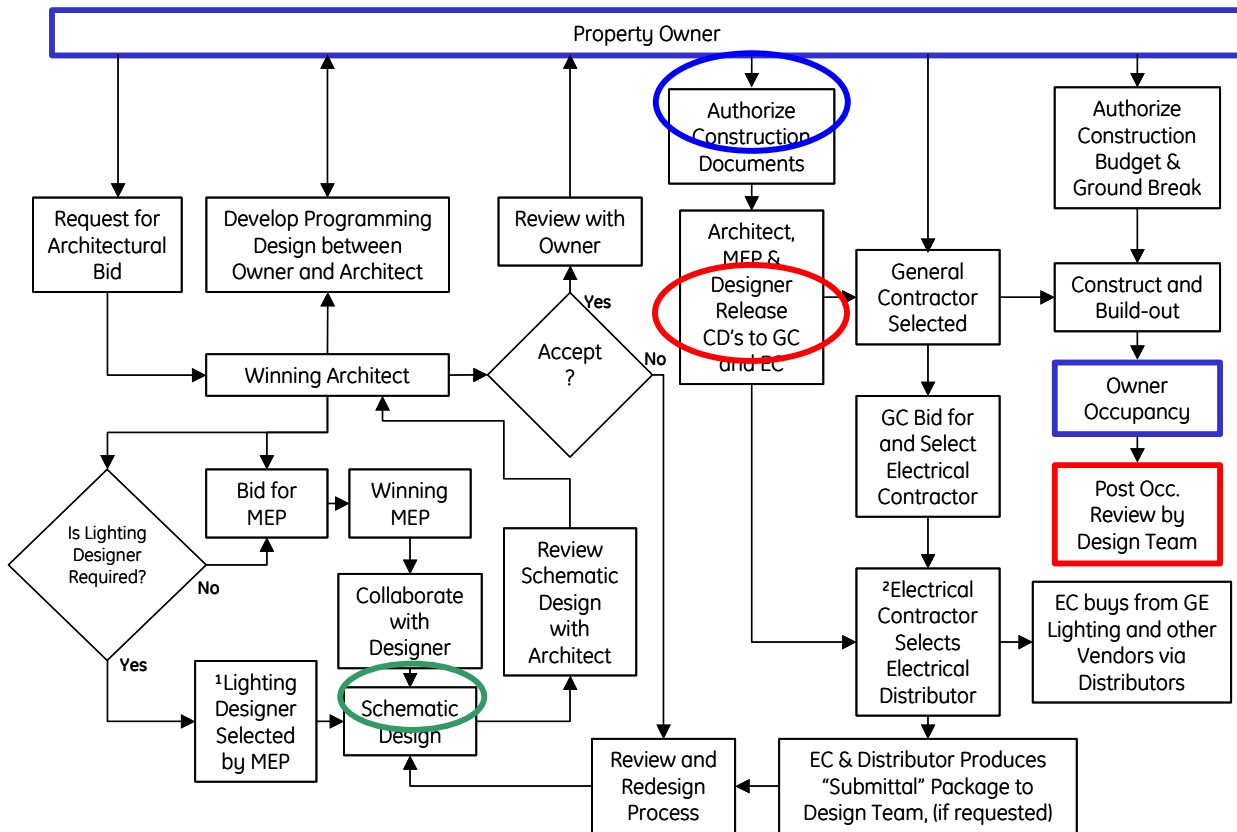 Property Owner
Authorize
Construction
Documents
Authorize
Construction
Budget &
Ground Break
Request for
Architectural
Bid
Develop Programming
Design between
Owner and Architect
Review with
Owner
Architect,
MEP &
Designer
Release
CD's to GC
and EC
General
Contractor
Selected
Construct and
Build-out
Yes
Accept
?
No
Winning Architect
Owner
Occupancy
GC Bid for
and Select
Electrical
Contractor
Is Lighting
Designer
Required?
No
Yes
Bid for
MEP
Winning
MEP
Post Occ.
Review by
Design Team
Review
Schematic
Design
with
Architect
Collaborate
with
Designer
²Electrical
Contractor
Selects
Electrical
Distributor
EC buys from GE
Lighting and other
Vendors via
Distributors
¹Lighting
Designer
Selected
by MEP
Schematic
Design
Review and
Redesign
Process
EC & Distributor Produces
“Submittal” Package to
Design Team, (if requested)